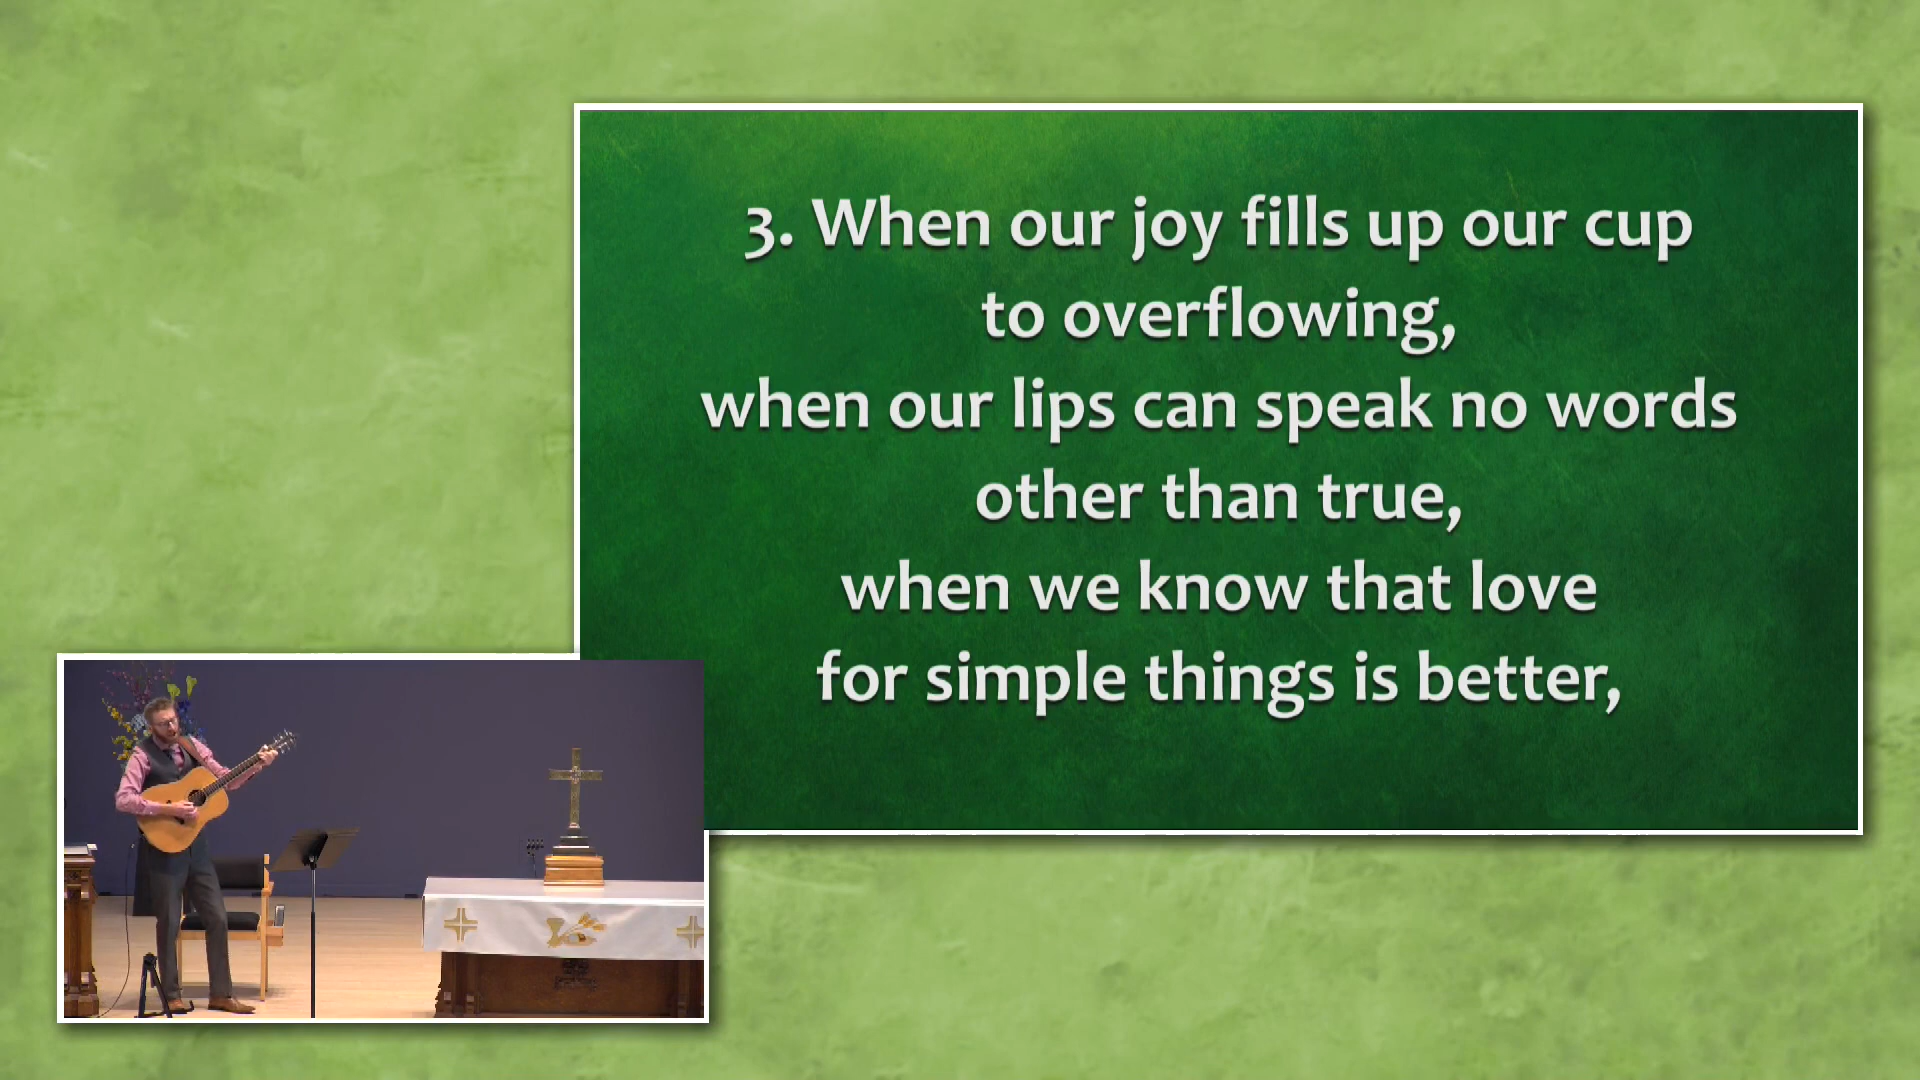 3. When our joy fills up our cup
to overflowing,
when our lips can speak no words
other than true,
when we know that love
for simple things is better,